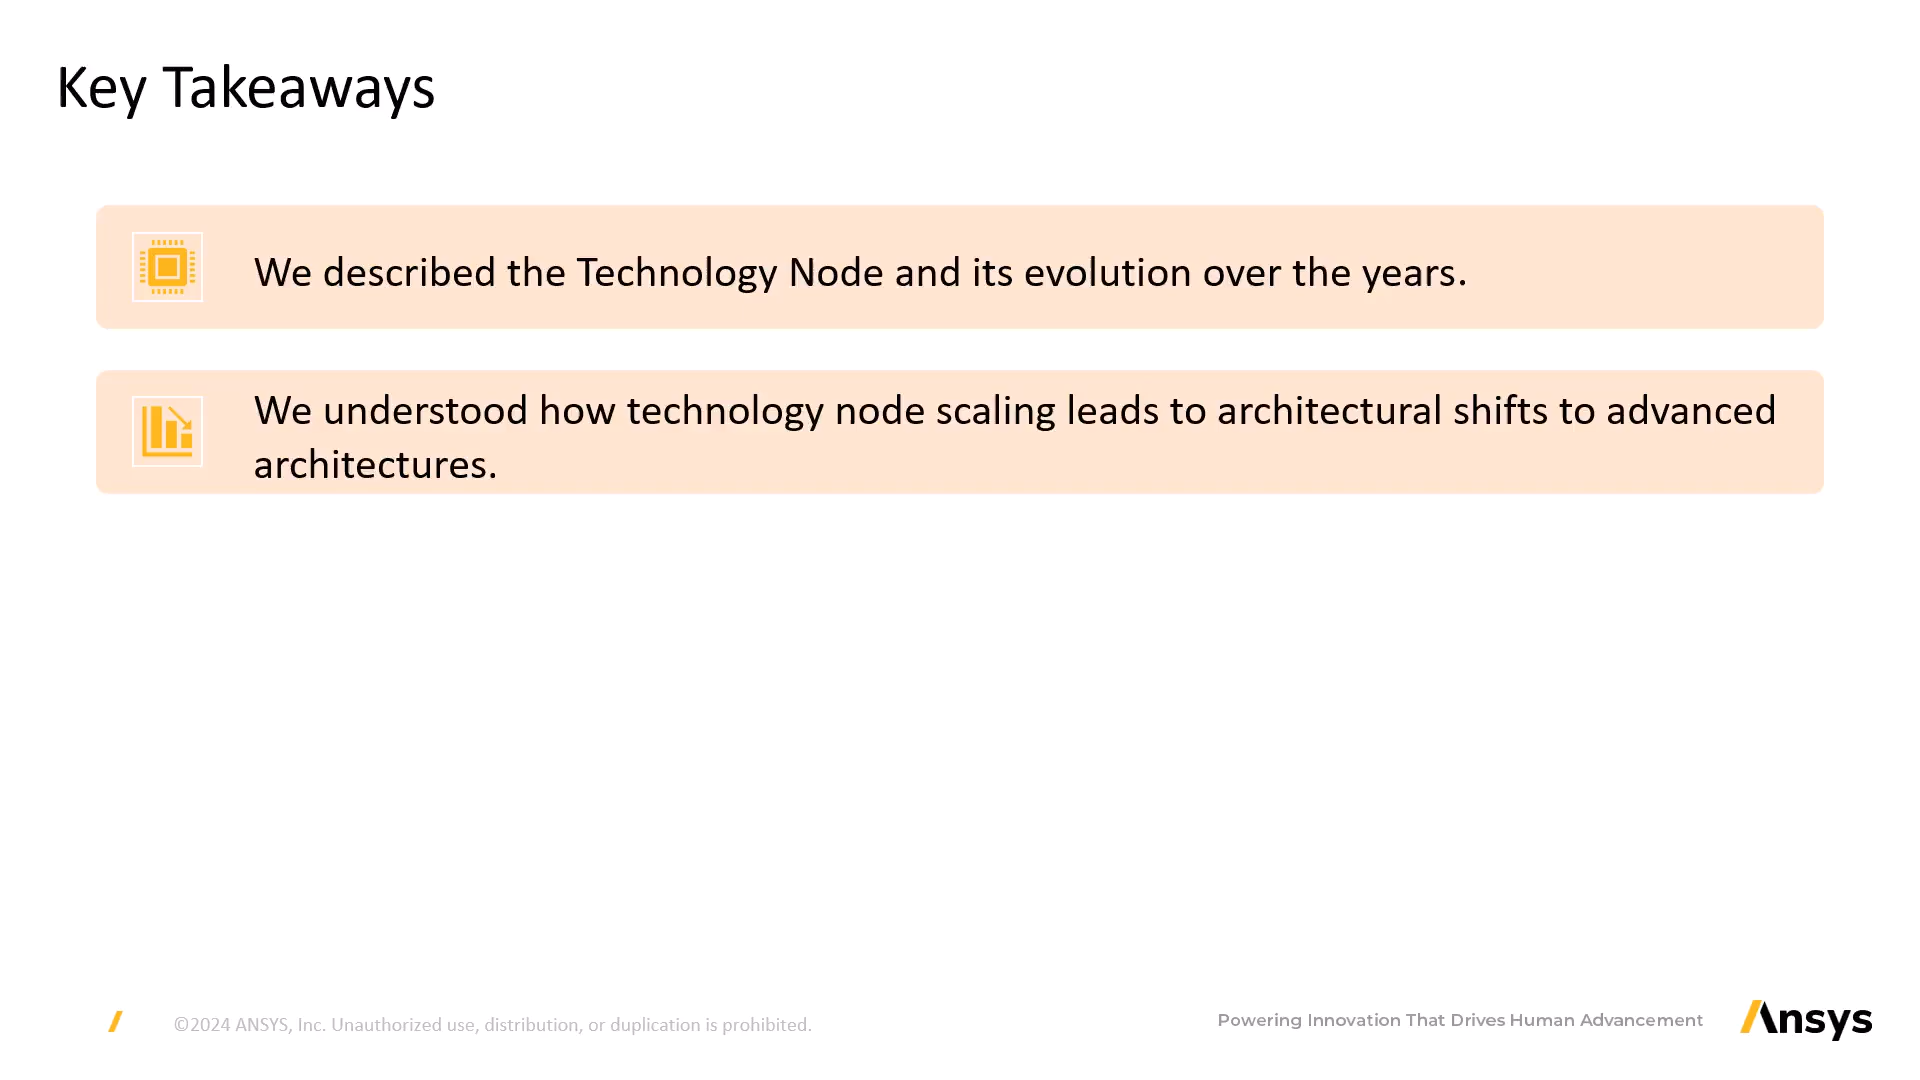 Key Takeaways
We described the Technology Node and its evolution over the years.
We understood how technology node scaling leads to architectural shifts to advanced
architectures.
©2024 ANSYS, Inc. Unauthorized use, distribution, or duplication is prohibited.
Powering Innovation That Drives Human Advancement
Ansys